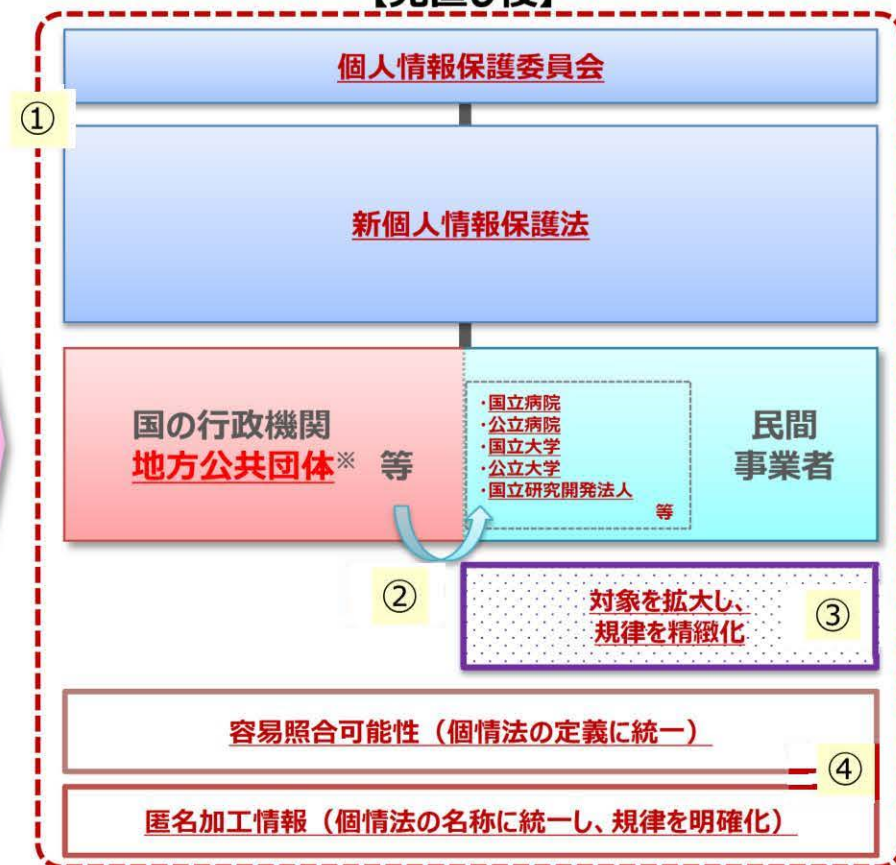 個人情報保護委員会
①
新個人情報保護法
国の行政機関
地方公共団体※ 等
・国立病院
・公立病院
・国立大学
・公立大学
・国立研究開発法人
等
民間
事業者
②
対象を拡大し、
規律を精緻化
③
容易照合可能性（個情法の定義に統一）
④
匿名加工情報（個情法の名称に統一し、規律を明確化）